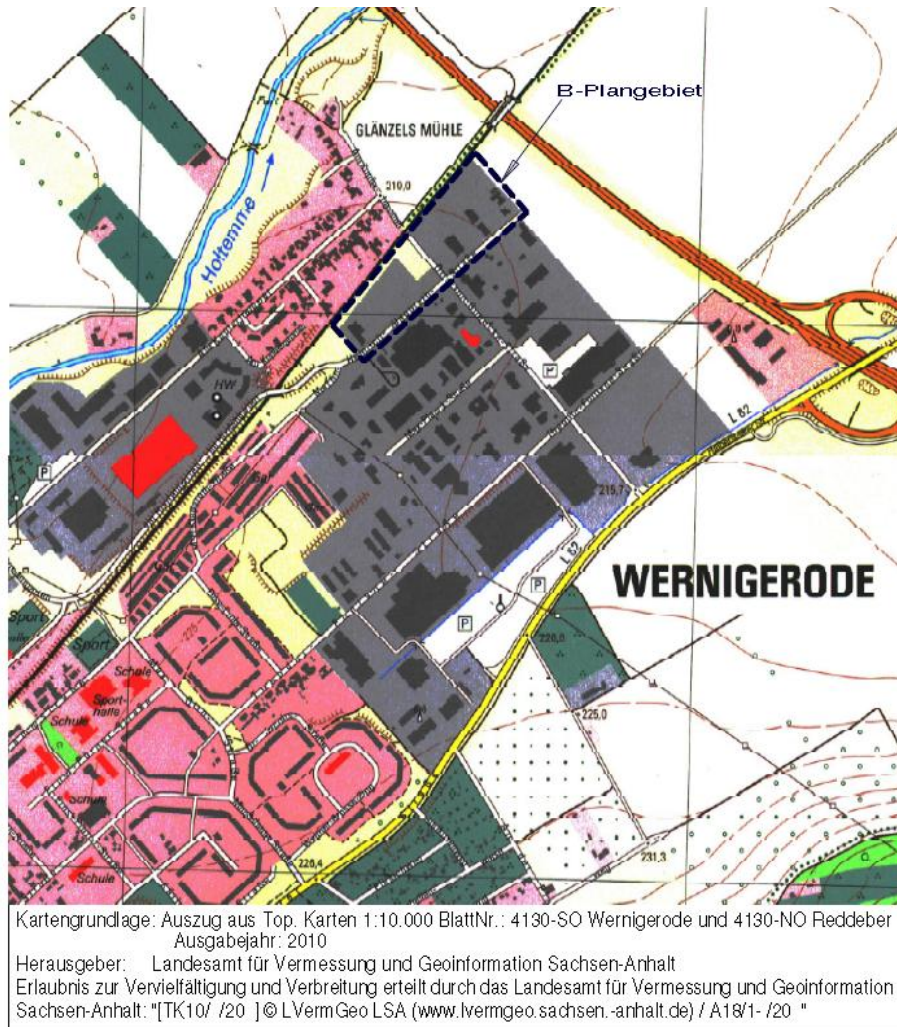 B-Plangebiet
GLÄNZELS MÜHLE
210,0
Holtemme
HW
P
P
L 82
215,7
L 82
WERNIGERODE
P
P
220,0
225,0
225,0
Sport
Sport
Schule
Sport-
halle
Schule
Schule
Schule
220,4
231,3
Kartengrundlage: Auszug aus Top. Karten 1:10.000 BlattNr.: 4130-SO Wernigerode und 4130-NO Reddeber
Ausgabejahr: 2010
Herausgeber: Landesamt für Vermessung und Geoinformation Sachsen-Anhalt
Erlaubnis zur Vervielfältigung und Verbreitung erteilt durch das Landesamt für Vermessung und Geoinformation
Sachsen-Anhalt: "[TK10/ /20 ] © LVermGeo LSA (www.lvermgeo.sachsen.-anhalt.de) / A18/1- /20 "